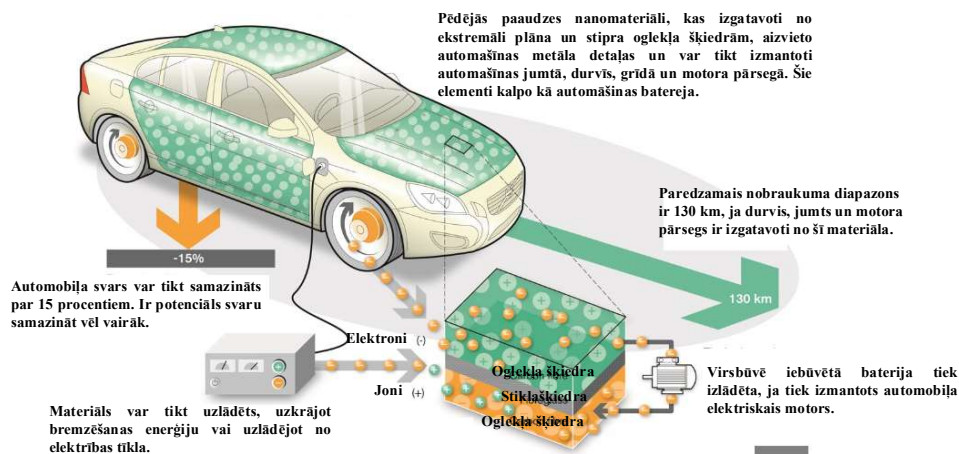 Pēdējās paaudzes nanomateriāli, kas izgatavoti no
ekstremāli plāna un stipra oglekļa šķiedrām, aizvieto
automašīnas metāla detaļas un var tikt izmantoti
automašīnas jumtā, durvīs, grīdā un motora pārsegā. Šie
elementi kalpo kā automāšinas batereja.
Paredzamais nobraukuma diapazons
ir 130 km, ja durvis, jumts un motora
pārsegs ir izgatavoti no šī materiāla.
-15%
130 km
Automobiļa svars var tikt samazināts
par 15 procentiem. Ir potenciāls svaru
samazināt vēl vairāk.
Elektroni (-)
Joni (+)
Oglekļa šķiedra
Stiklašķiedra
Oglekļa šķiedra
Virsbūvē iebūvētā baterija tiek
izlādēta, ja tiek izmantots automobiļa
elektriskais motors.
Materiāls var tikt uzlādēts, uzkrājot
bremzēšanas enerģiju vai uzlādējot no
elektrības tīkla.